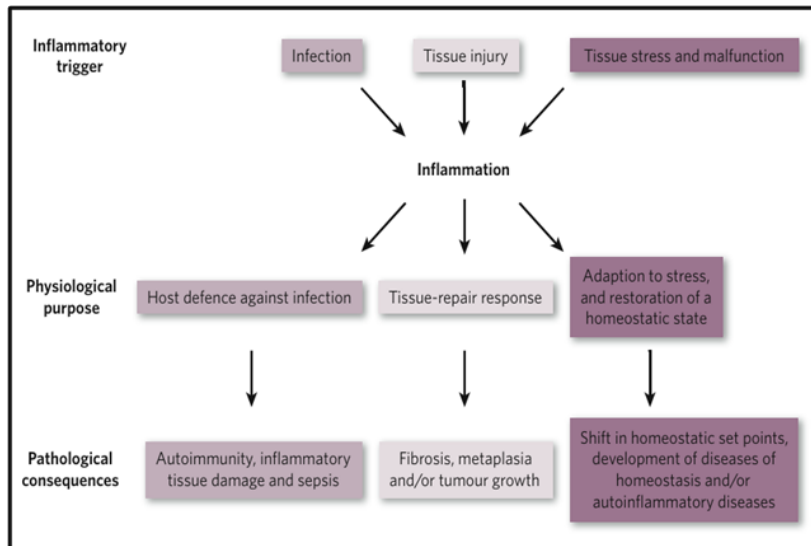 Inflammatory
trigger
Infection
Tissue injury
Tissue stress and malfunction
Inflammation
Physiological
purpose
Host defence against infection
Tissue-repair response
Adaption to stress,
and restoration of a
homeostatic state
Pathological
consequences
Autoimmunity, inflammatory
tissue damage and sepsis
Fibrosis, metaplasia
and/or tumour growth
Shift in homeostatic set points,
development of diseases of
homeostasis and/or
autoinflammatory diseases